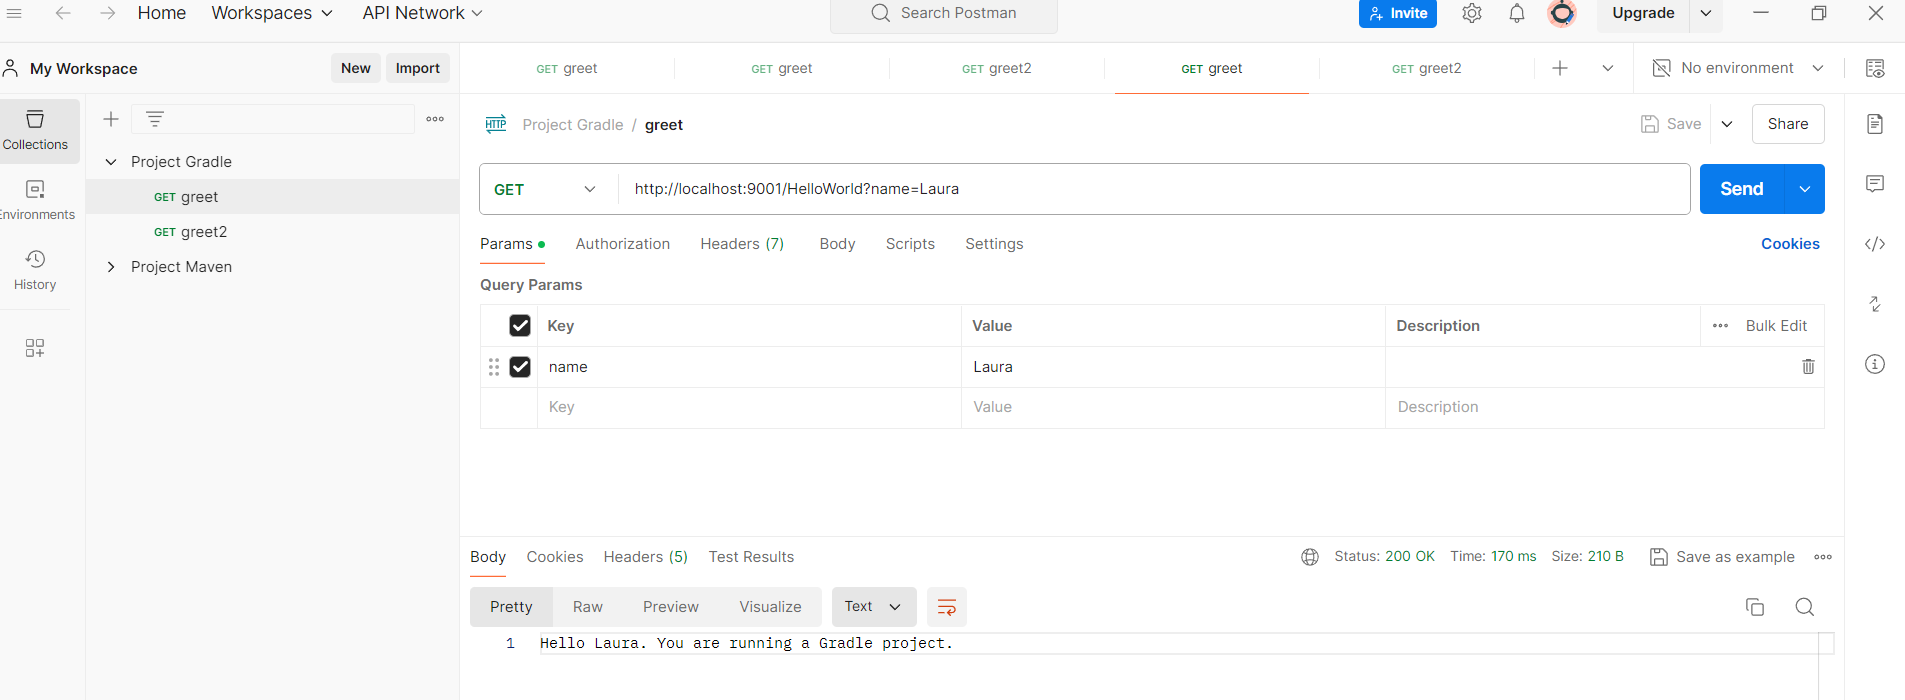 Home Workspaces API Network Search Postman Invite Upgrade
My Workspace New Import GET greet GET greet GET greet2 GET greet GET greet2 No environment
Collections
Environments
History
Project Gradle
GET greet
GET greet2
Project Maven
HTTP Project Gradle / greet Save Share
GET http://localhost:9001/HelloWorld?name=Laura Send
Params Authorization Headers (7) Body Scripts Settings Cookies
Query Params
Key Value Description Bulk Edit
name Laura
Key Value Description
Body Cookies Headers (5) Test Results Status: 200 OK Time: 170 ms Size: 210 B Save as example
Pretty Raw Preview Visualize Text
1 Hello Laura. You are running a Gradle project.